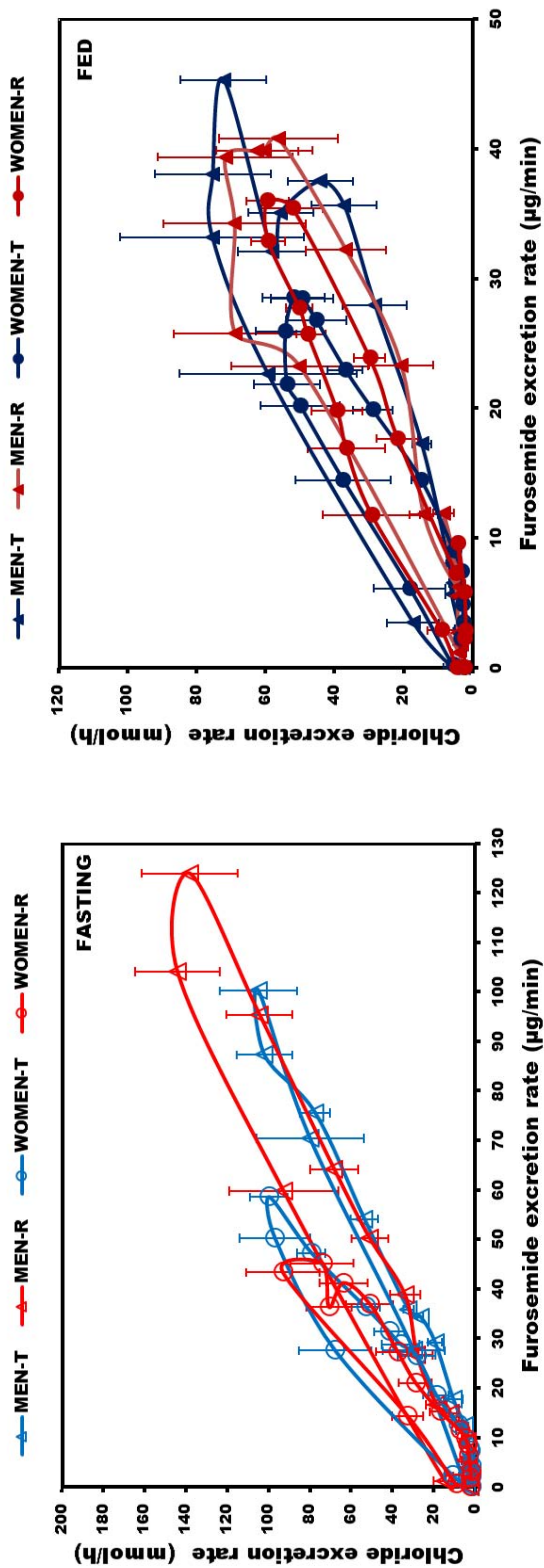 MEN-T MEN-R WOMEN-T WOMEN-R
FASTING
Chloride excretion rate (mmol/h)
200
180
160
140
120
100
80
60
40
20
0
0 10 20 30 40 50 60 70 80 90 100 110 120 130
Furosemide excretion rate (µg/min)
MEN-T MEN-R WOMEN-T WOMEN-R
FED
Chloride excretion rate (mmol/h)
120
100
80
60
40
20
0
0 10 20 30 40 50
Furosemide excretion rate (µg/min)